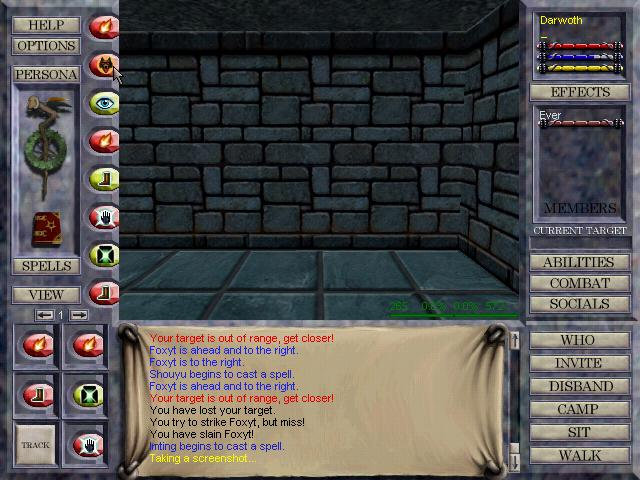 HELP
OPTIONS
PERSONA
SPELLS
VIEW
1
TRACK
Darwoth
EFFECTS
Ever
MEMBERS
CURRENT TARGET
ABILITIES
COMBAT
SOCIALS
WHO
INVITE
DISBAND
CAMP
SIT
WALK
Your target is out of range, get closer!
Foxyt is ahead and to the right.
Foxyt is to the right.
Shouyu begins to cast a spell.
Foxyt is ahead and to the right.
Your target is out of range, get closer!
You have lost your target.
You try to strike Foxyt, but miss!
You have slain Foxyt!
Imting begins to cast a spell.
Taking a screenshot...